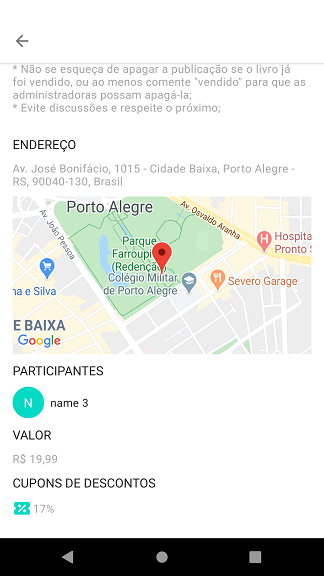 * Não se esqueça de apagar a publicação se o livro já
foi vendido, ou ao menos comente "vendido" para que as
administradoras possam apagá-la;
* Evite discussões e respeite o próximo;
ENDEREÇO
Av. José Bonifácio, 1015 - Cidade Baixa, Porto Alegre -
RS, 90040-130, Brasil
Porto Alegre
Av. Osvaldo Aranha
Av. João Pessoa
Parque
Farroupi
(Redenção
Hospita
Pronto S
Colégio Militar
de Porto Alegre
Severo Garage
na e Silva
E BAIXA
Google
PARTICIPANTES
N name 3
VALOR
R$ 19,99
CUPONS DE DESCONTOS
17%